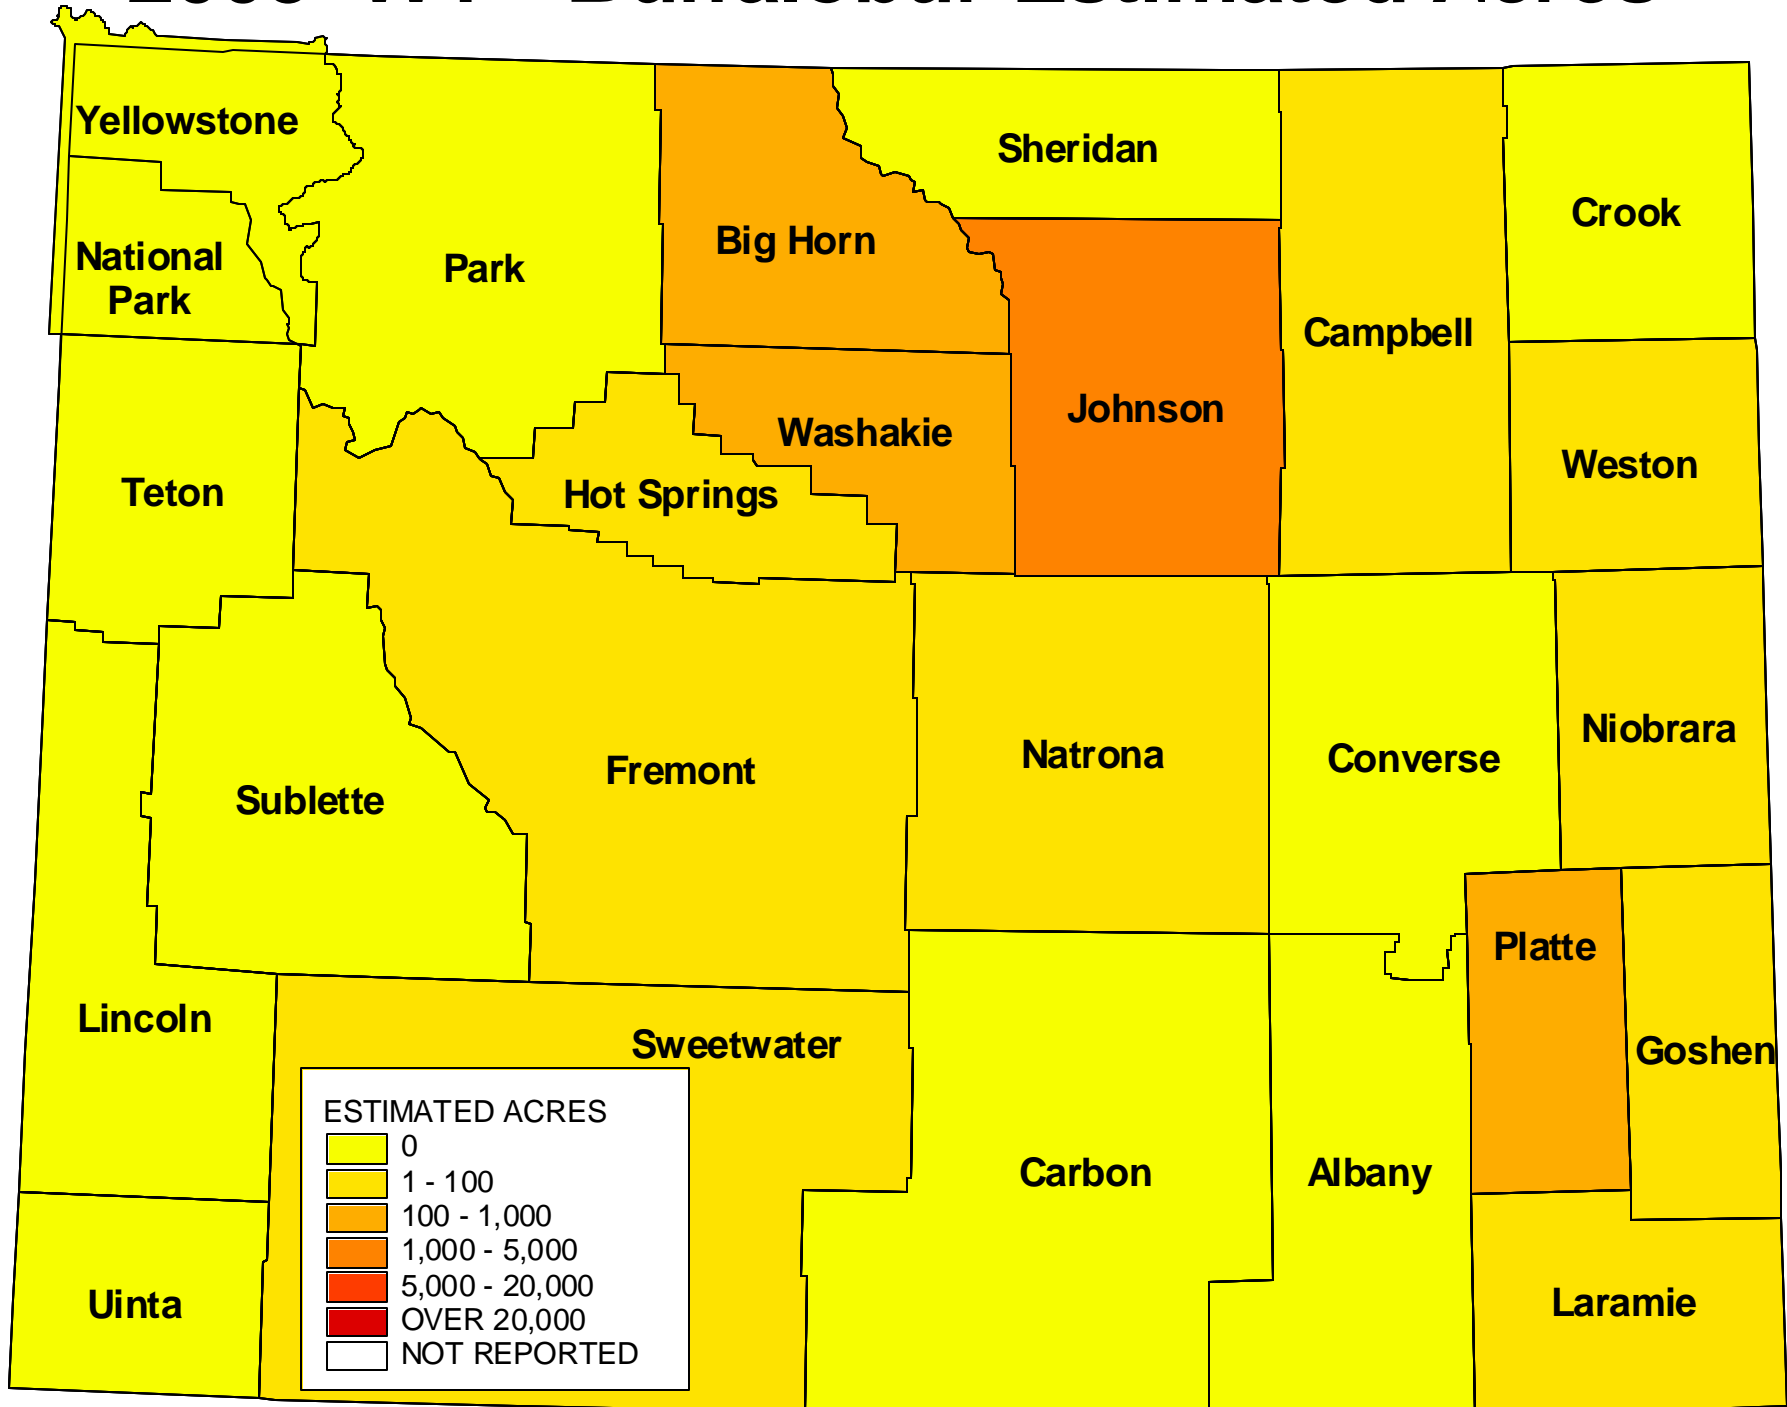 Yellowstone
National
Park
Park
Big Horn
Sheridan
Crook
Campbell
Johnson
Washakie
Hot Springs
Weston
Teton
Fremont
Natrona
Converse
Niobrara
Sublette
Platte
Lincoln
Sweetwater
Goshen
Carbon
Albany
Uinta
Laramie
ESTIMATED ACRES
0
1 - 100
100 - 1,000
1,000 - 5,000
5,000 - 20,000
OVER 20,000
NOT REPORTED